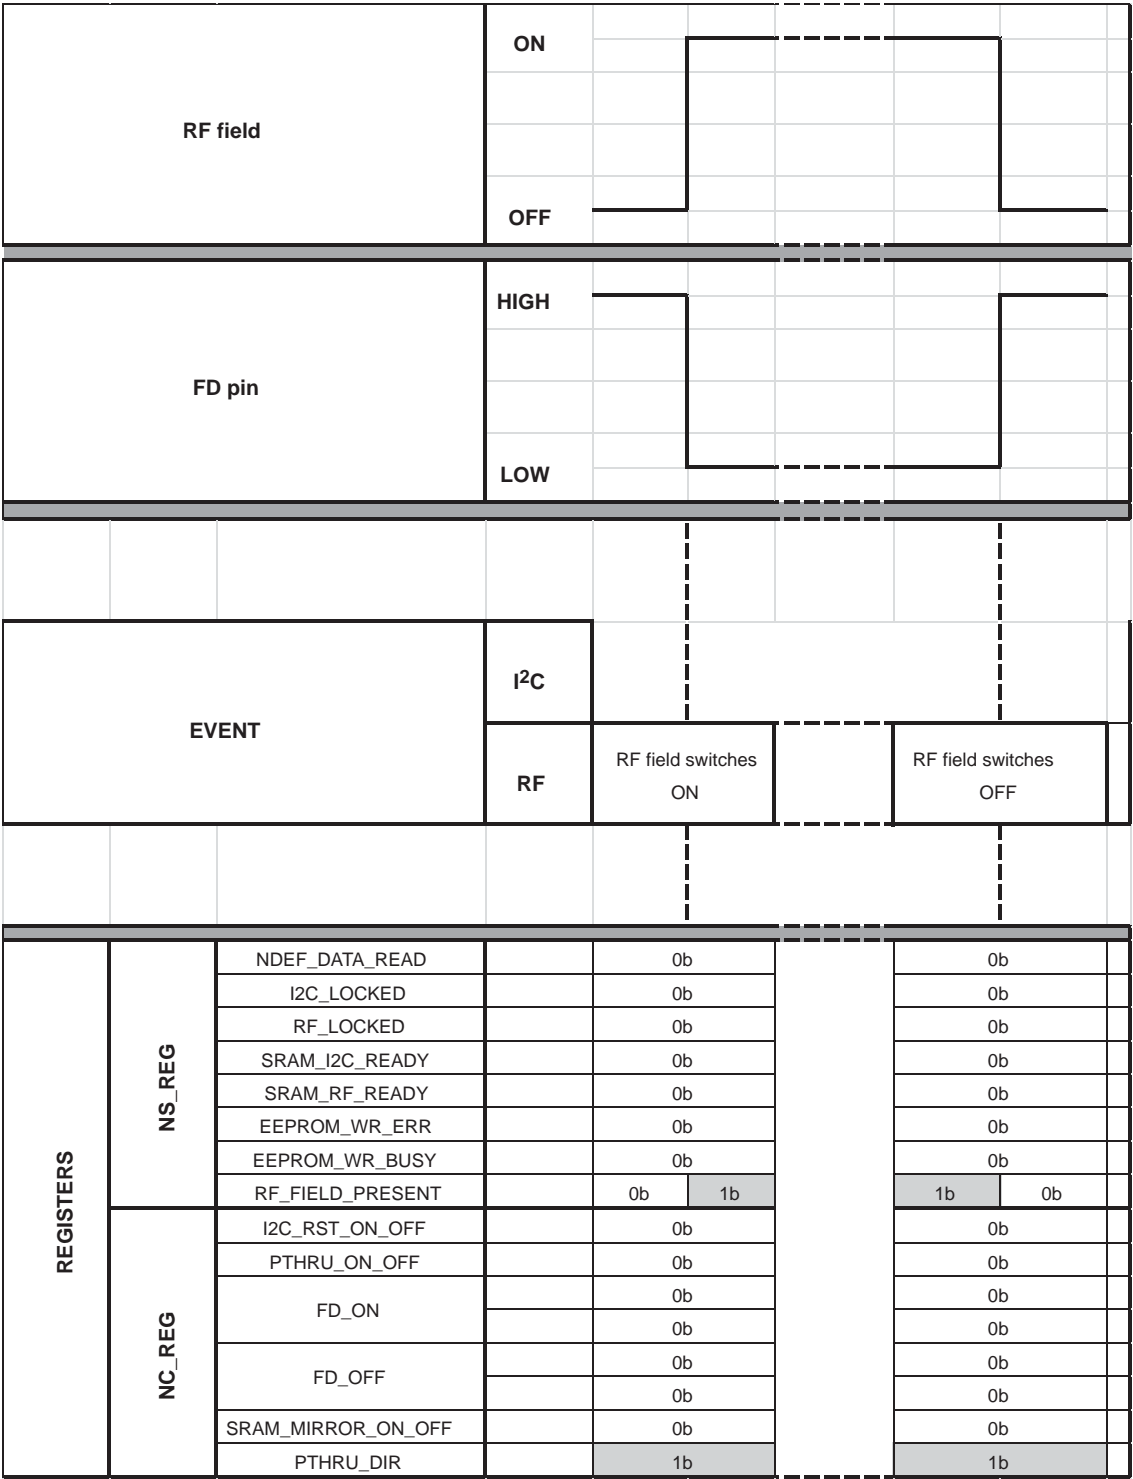 ON
RF field
OFF
HIGH
FD pin
LOW
EVENT
I2C
RF
RF field switches
ON
RF field switches
OFF
REGISTERS
NS_REG
NDEF_DATA_READ 0b 0b
I2C_LOCKED 0b 0b
RF_LOCKED 0b 0b
SRAM_I2C_READY 0b 0b
SRAM_RF_READY 0b 0b
EEPROM_WR_ERR 0b 0b
EEPROM_WR_BUSY 0b 0b
RF_FIELD_PRESENT 0b 1b 1b 0b
NC_REG
I2C_RST_ON_OFF 0b 0b
PTHRU_ON_OFF 0b 0b
FD_ON
0b 0b
0b 0b
FD_OFF
0b 0b
0b 0b
SRAM_MIRROR_ON_OFF 0b 0b
PTHRU_DIR 1b 1b